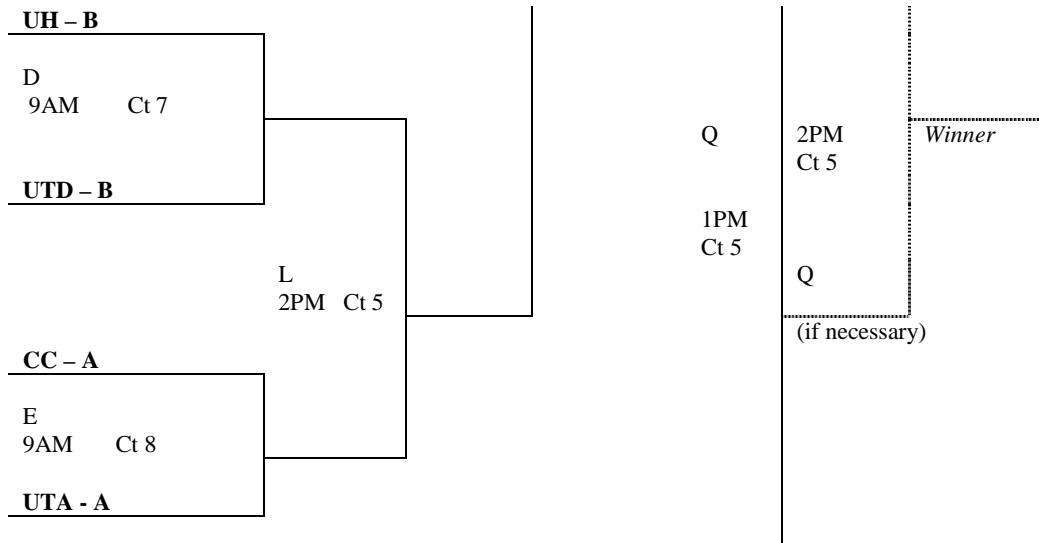 UH – B
D
9AM Ct 7
UTD – B
L
2PM Ct 5
CC – A
E
9AM Ct 8
UTA - A
Q
1PM
Ct 5
2PM
Ct 5
Q
(if necessary)
Winner